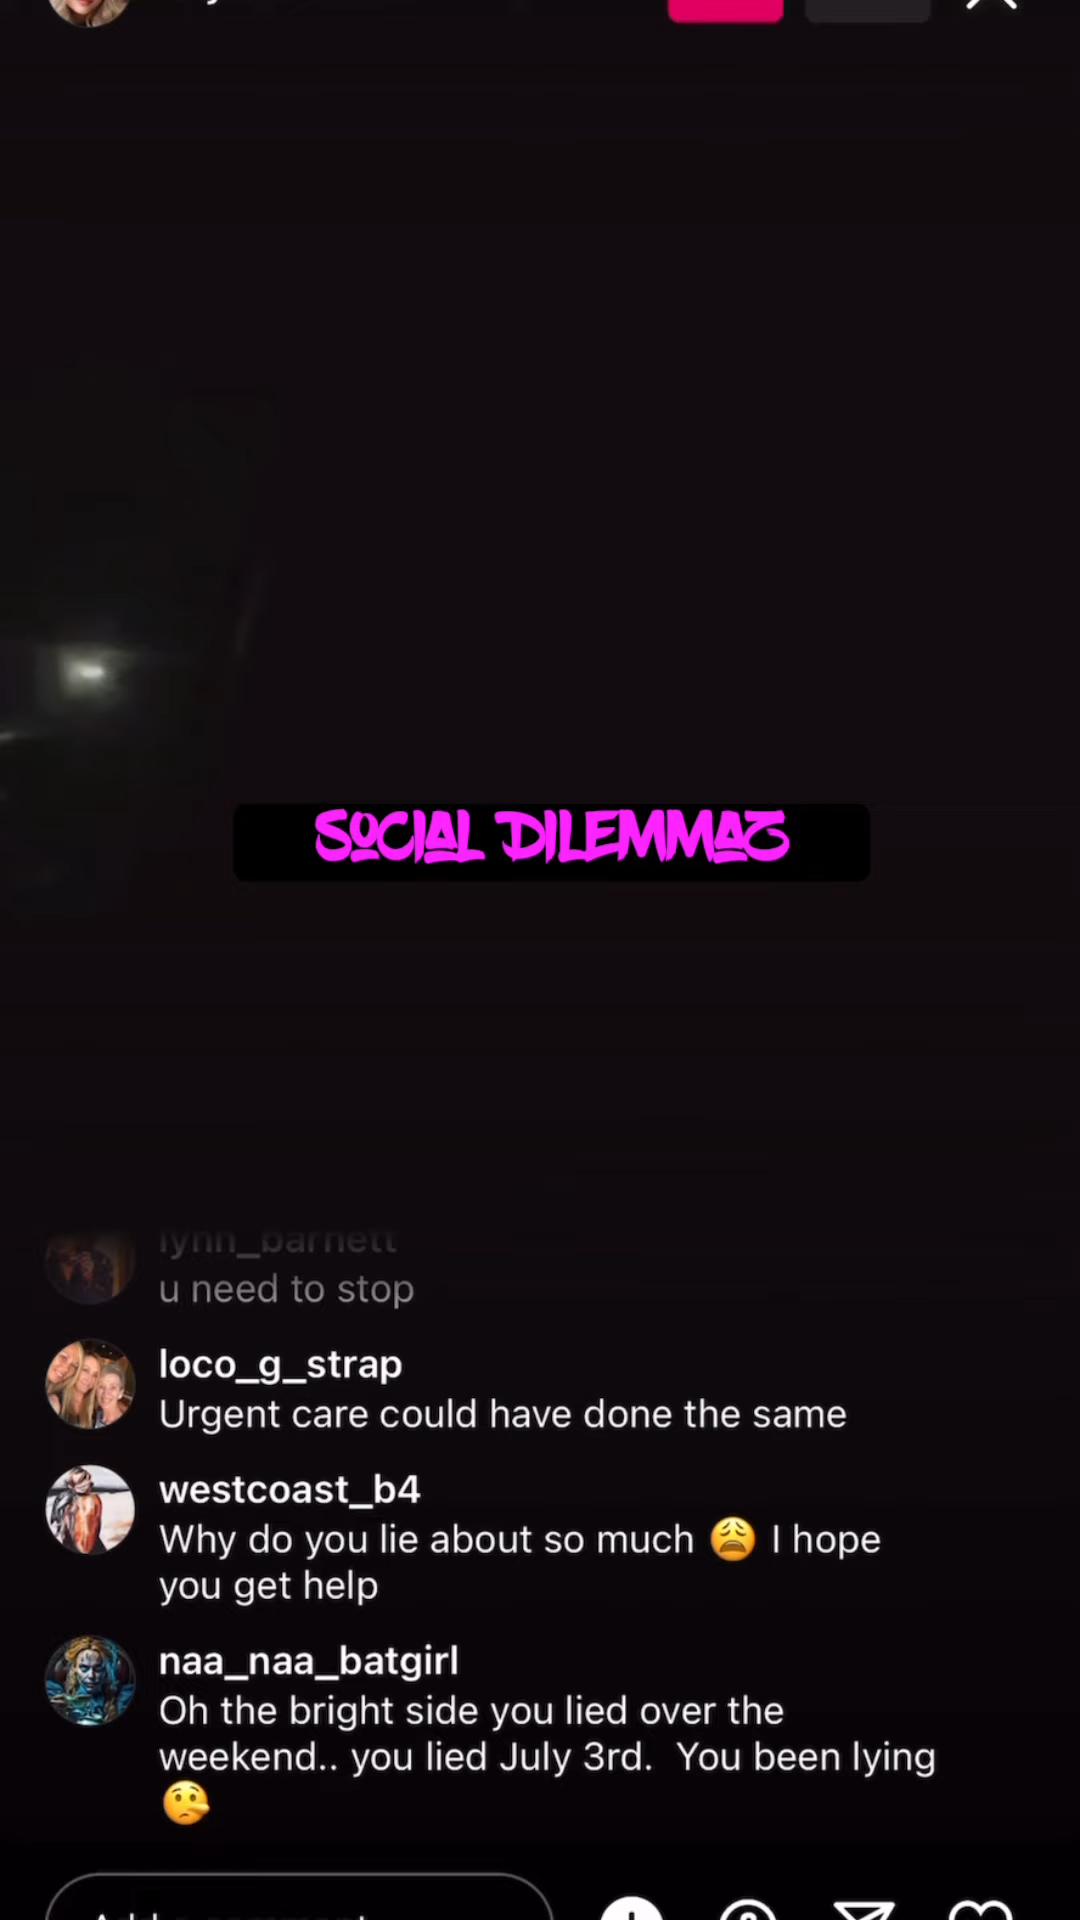 SOCIAL DILEMMAZ
lynn_barnett
u need to stop
loco_g_strap
Urgent care could have done the same
westcoast_b4
Why do you lie about so much 😩 I hope
you get help
naa_naa_batgirl
Oh the bright side you lied over the
weekend.. you lied July 3rd.  You been lying
🤥